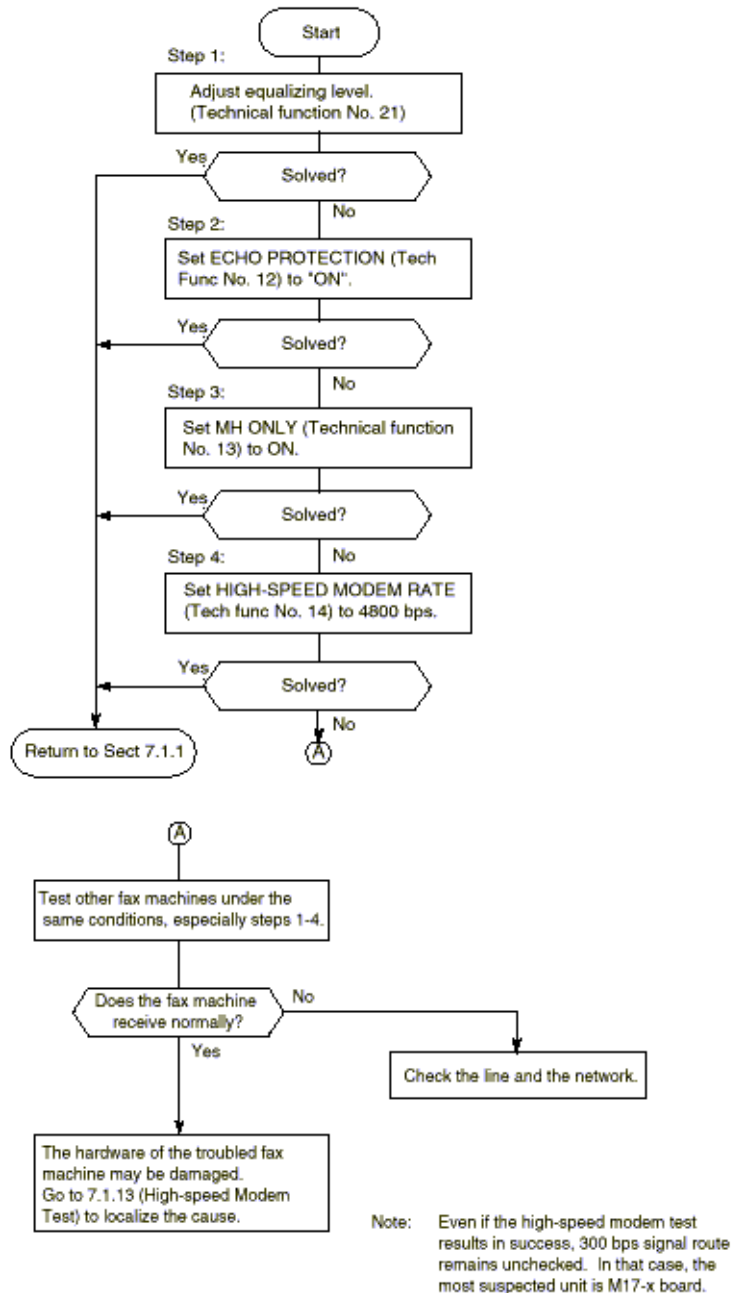 Start
Step 1:
Adjust equalizing level.
(Technical function No. 21)
Yes
Solved?
No
Step 2:
Set ECHO PROTECTION (Tech
Func No. 12) to "ON".
Yes
Solved?
No
Step 3:
Set MH ONLY (Technical function
No. 13) to ON.
Yes
Solved?
No
Step 4:
Set HIGH-SPEED MODEM RATE
(Tech func No. 14) to 4800 bps.
Yes
Solved?
No
Return to Sect 7.1.1
A
A
Test other fax machines under the
same conditions, especially steps 1-4.
Does the fax machine
receive normally?
No
Yes
Check the line and the network.
The hardware of the troubled fax
machine may be damaged.
Go to 7.1.13 (High-speed Modem
Test) to localize the cause.
Note: Even if the high-speed modem test
results in success, 300 bps signal route
remains unchecked. In that case, the
most suspected unit is M17-x board.